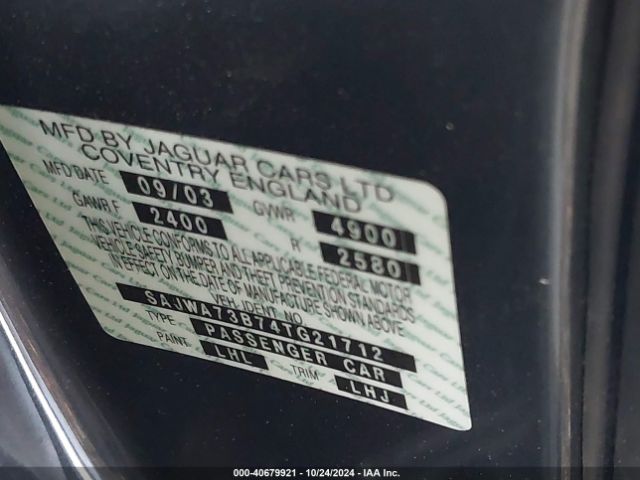 MFD BY JAGUAR CARS LTD
COVENTRY ENGLAND
MFD DATE 09/03
GAWR.F 2400 GVWR 4900
R 2580
THIS VEHICLE CONFORMS TO ALL APPLICABLE FEDERAL MOTOR
VEHICLE SAFETY BUMPER AND THEFT PREVENTION STANDARDS
IN EFFECT ON THE DATE OF MANUFACTURE SHOWN ABOVE.
VEH. IDENT NO.
SAJWA73B74TG21712
TYPE PASSENGER CAR
PAINT LHL TRIM LHJ
000-40679921 - 10/24/2024 - IAA Inc.